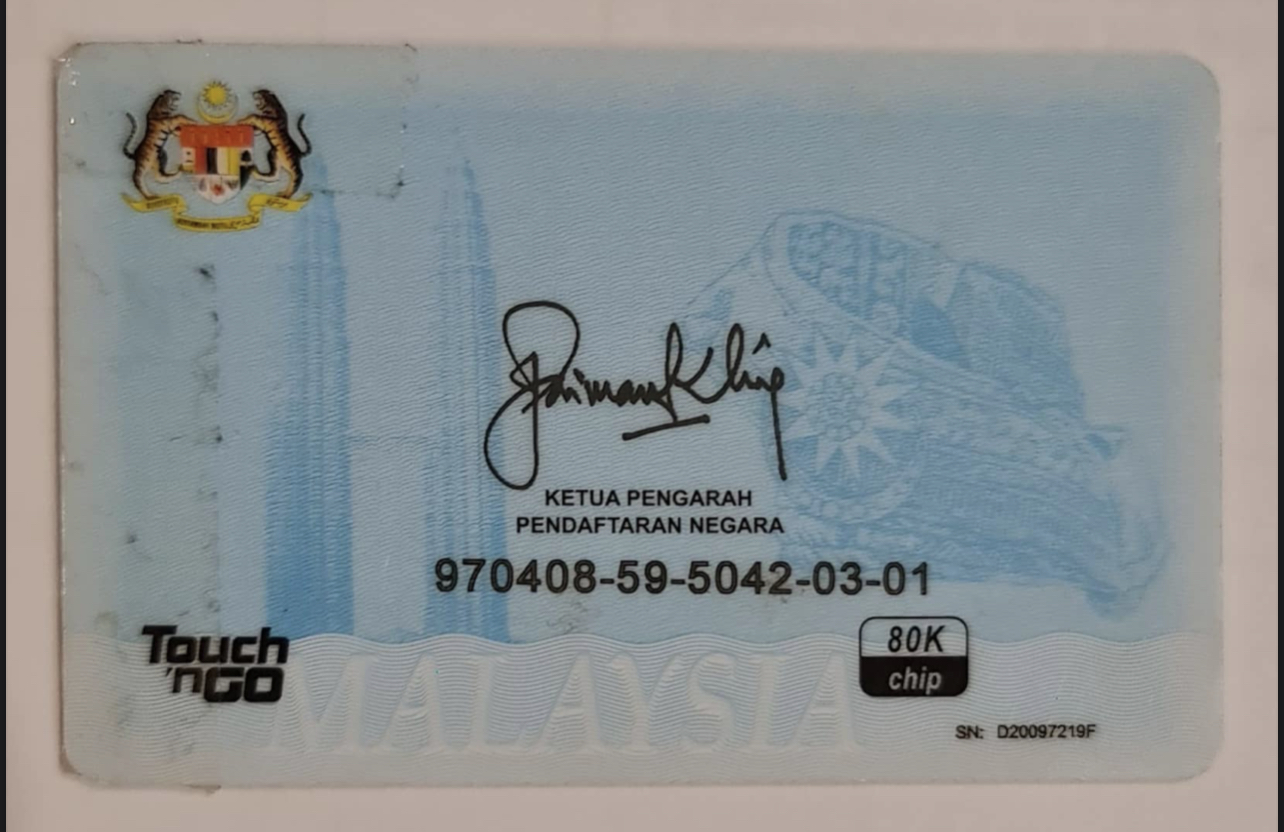 KETUA PENGARAH
PENDAFTARAN NEGARA
970408-59-5042-03-01
Touch
'nGO
80K
chip
MALAYSIA
SN: D20097219F